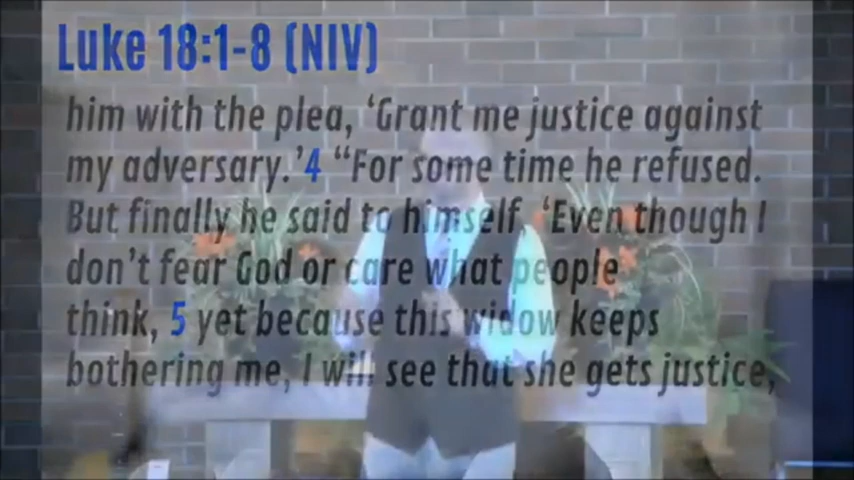 Luke 18:1-8 (NIV)
him with the plea, ‘Grant me justice against
my adversary.’4 “For some time he refused.
But finally he said to himself, ‘Even though I
don’t fear God or care what people
think, 5 yet because this widow keeps
bothering me, I will see that she gets justice,